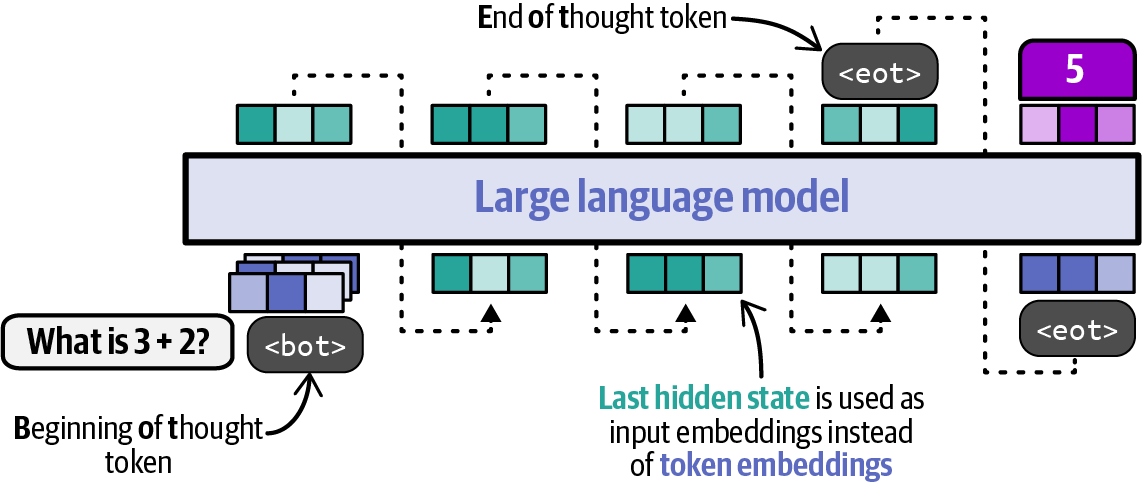 End of thought token
<eot>
5
Large language model
What is 3 + 2?
<bot>
<eot>
Beginning of thought
token
Last hidden state is used as
input embeddings instead
of token embeddings